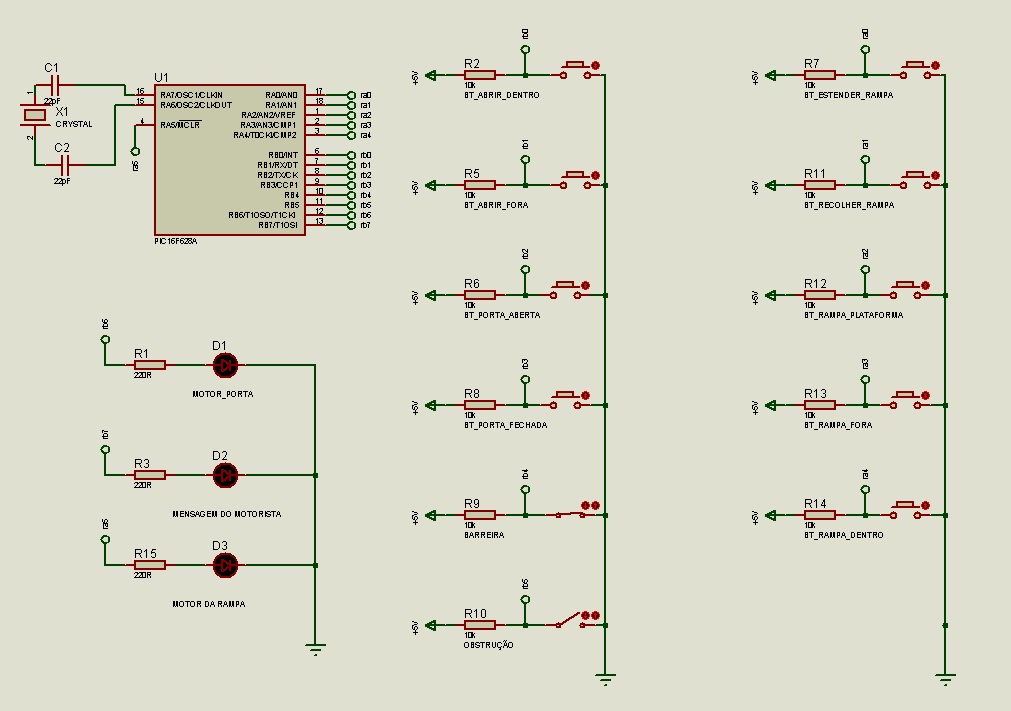 C1
22pF
1
X1
CRYSTAL
2
C2
22pF
U1
16 RA7/OSC1/CLKIN
15 RA6/OSC2/CLKOUT
4 RA5/MCLR
ra5
RA0/AN0 17 ra0
RA1/AN1 18 ra1
RA2/AN2/VREF 1 ra2
RA3/AN3/CMP1 2 ra3
RA4/T0CKI/CMP2 3 ra4
RB0/INT 6 rb0
RB1/RX/DT 7 rb1
RB2/TX/CK 8 rb2
RB3/CCP1 9 rb3
RB4 10 rb4
RB5 11 rb5
RB6/T1OSO/T1CKI 12 rb6
RB7/T1OSI 13 rb7
PIC16F628A
rb6
R1
220R
D1
MOTOR_PORTA
rb7
R3
220R
D2
MENSAGEM DO MOTORISTA
R15
220R
D3
MOTOR DA RAMPA
rb0
+5V
R2
10k
BT_ABRIR_DENTRO
rb1
+5V
R5
10k
BT_ABRIR_FORA
rb2
+5V
R6
10k
BT_PORTA_ABERTA
rb3
+5V
R8
10k
BT_PORTA_FECHADA
rb4
+5V
R9
10k
BARREIRA
rb5
+5V
R10
10k
OBSTRUÇÃO
ra0
+5V
R7
10k
BT_ESTENDER_RAMPA
ra1
+5V
R11
10k
BT_RECOLHER_RAMPA
ra2
+5V
R12
10k
BT_RAMPA_PLATAFORMA
ra3
+5V
R13
10k
BT_RAMPA_FORA
ra4
+5V
R14
10k
BT_RAMPA_DENTRO